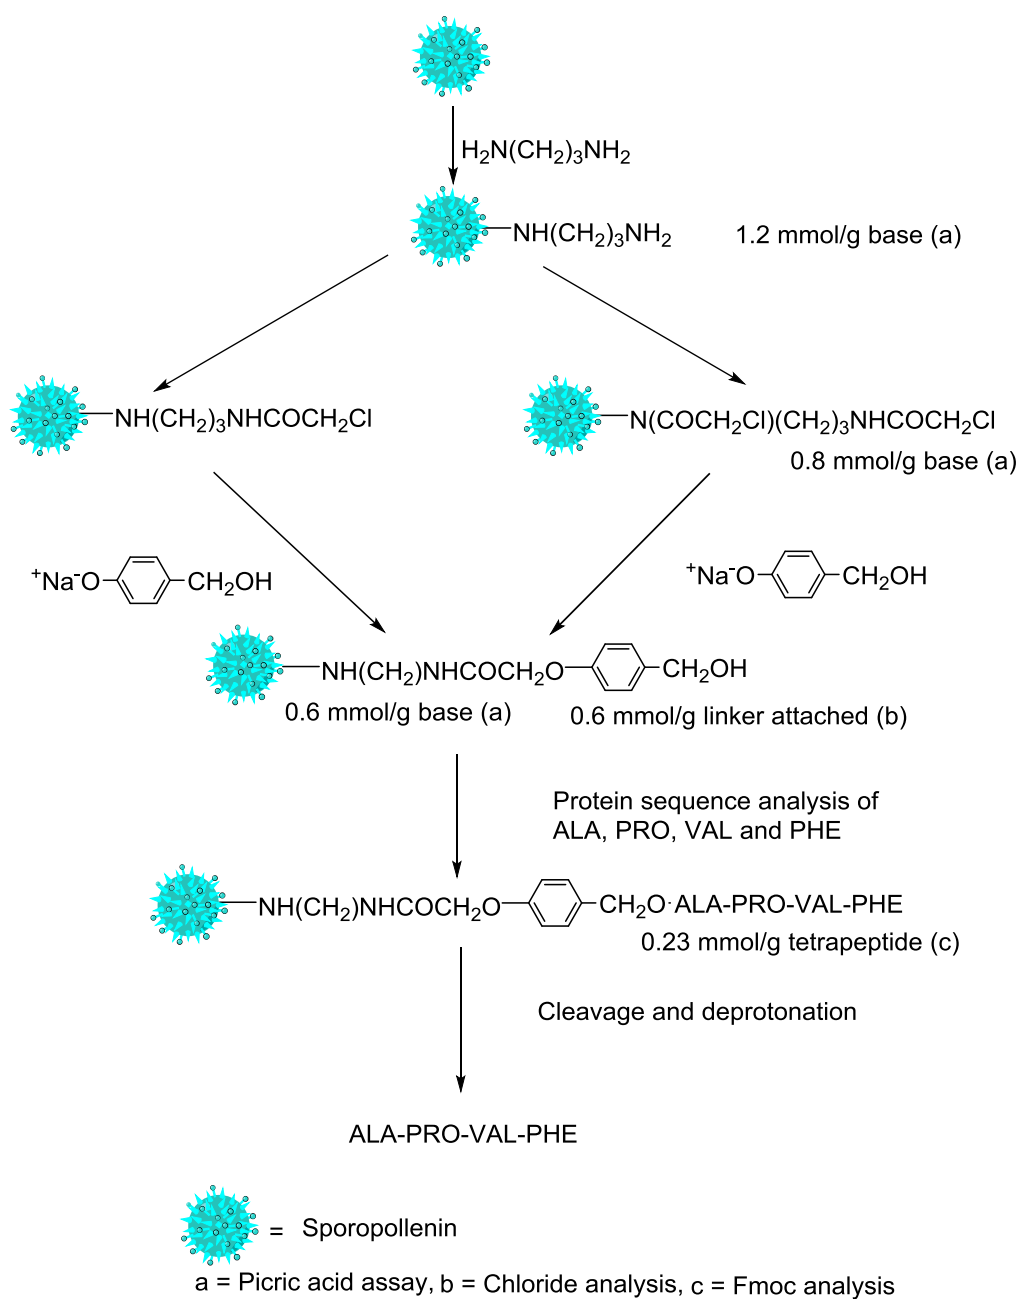 H₂N(CH₂)₃NH₂
NH(CH₂)₃NH₂ 1.2 mmol/g base (a)
NH(CH₂)₃NHCOCH₂Cl N(COCH₂Cl)(CH₂)₃NHCOCH₂Cl
0.8 mmol/g base (a)
⁺Na⁻O CH₂OH ⁺Na⁻O CH₂OH
NH(CH₂)NHCOCH₂O CH₂OH
0.6 mmol/g base (a) 0.6 mmol/g linker attached (b)
Protein sequence analysis of
ALA, PRO, VAL and PHE
NH(CH₂)NHCOCH₂O CH₂O·ALA-PRO-VAL-PHE
0.23 mmol/g tetrapeptide (c)
Cleavage and deprotonation
ALA-PRO-VAL-PHE
= Sporopollenin
a = Picric acid assay, b = Chloride analysis, c = Fmoc analysis